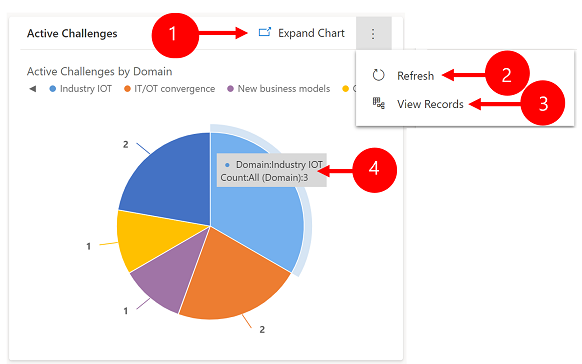 Active Challenges
1
Expand Chart
Refresh
2
View Records
3
Active Challenges by Domain
Industry IOT
IT/OT convergence
New business models
2
Domain:Industry IOT
Count:All (Domain):3
4
1
1
2